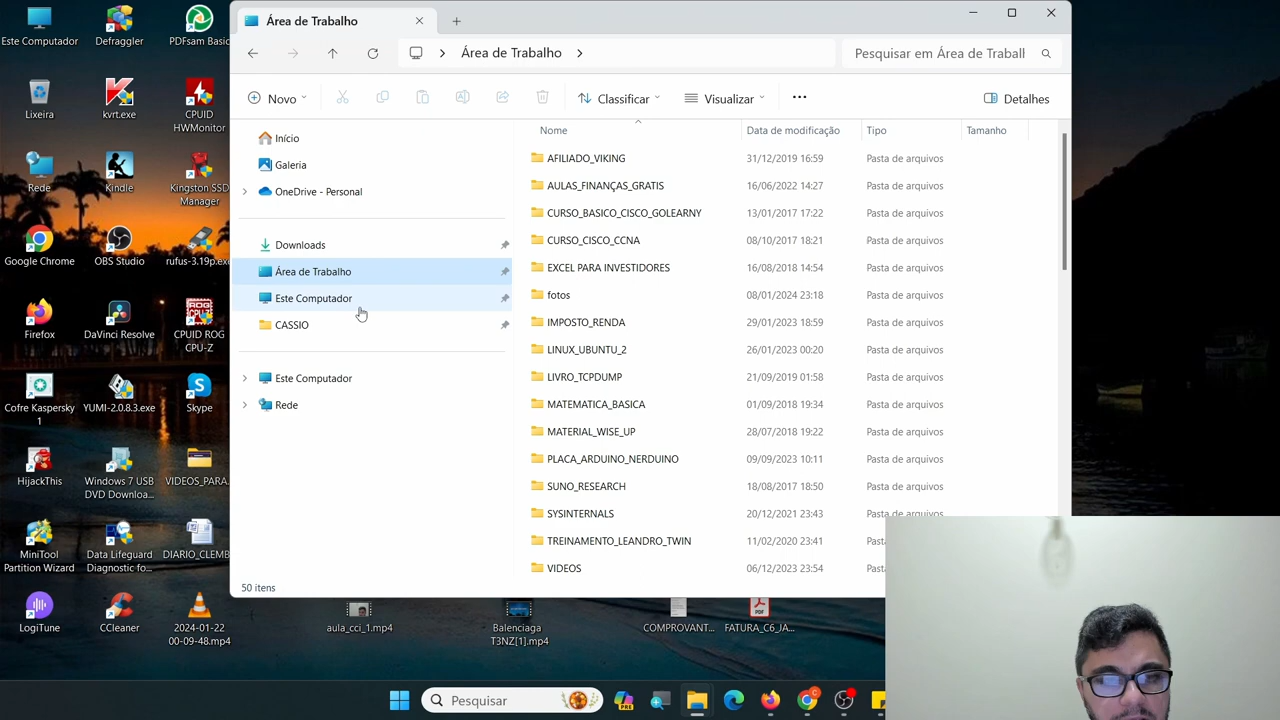 Área de Trabalho
Área de Trabalho
Pesquisar em Área de Traball
Novo
Classificar
Visualizar
Detalhes
Início
Galeria
OneDrive - Personal
Downloads
Área de Trabalho
Este Computador
CASSIO
Este Computador
Rede
Nome Data de modificação Tipo Tamanho
AFILIADO_VIKING 31/12/2019 16:59 Pasta de arquivos
AULAS_FINANÇAS_GRATIS 16/06/2022 14:27 Pasta de arquivos
CURSO_BASICO_CISCO_GOLEARNY 13/01/2017 17:22 Pasta de arquivos
CURSO_CISCO_CCNA 08/10/2017 18:21 Pasta de arquivos
EXCEL PARA INVESTIDORES 16/08/2018 14:54 Pasta de arquivos
fotos 08/01/2024 23:18 Pasta de arquivos
IMPOSTO_RENDA 29/01/2023 18:59 Pasta de arquivos
LINUX_UBUNTU_2 26/01/2023 00:20 Pasta de arquivos
LIVRO_TCPDUMP 21/09/2019 01:58 Pasta de arquivos
MATEMATICA_BASICA 01/09/2018 19:34 Pasta de arquivos
MATERIAL_WISE_UP 28/07/2018 19:22 Pasta de arquivos
PLACA_ARDUINO_NERDUINO 09/09/2023 10:11 Pasta de arquivos
SUNO_RESEARCH 18/08/2017 18:50 Pasta de arquivos
SYSINTERNALS 20/12/2021 23:43 Pasta de arquivos
TREINAMENTO_LEANDRO_TWIN 11/02/2020 23:41 Pasta
VIDEOS 06/12/2023 23:54 Pasta
50 itens
Este Computador
Defraggler
PDFsam Basic
Lixeira
kvrt.exe
CPUID
HWMonitor
Rede
Kindle
Kingston SSD
Manager
Google Chrome
OBS Studio
rufus-3.19p.exe
Firefox
DaVinci Resolve
CPUID ROG
CPU-Z
Cofre Kaspersky
1
YUMI-2.0.8.3.exe
Skype
HijackThis
Windows 7 USB
DVD Downloa...
VIDEOS_PARA
MiniTool
Partition Wizard
Data Lifeguard
Diagnostic fo...
DIARIO_CLEMB
LogiTune
CCleaner
2024-01-22
00-09-48.mp4
aula_cci_1.mp4
Balenciaga
T3NZ[1].mp4
COMPROVANT...
FATURA_C6_JA...
Pesquisar